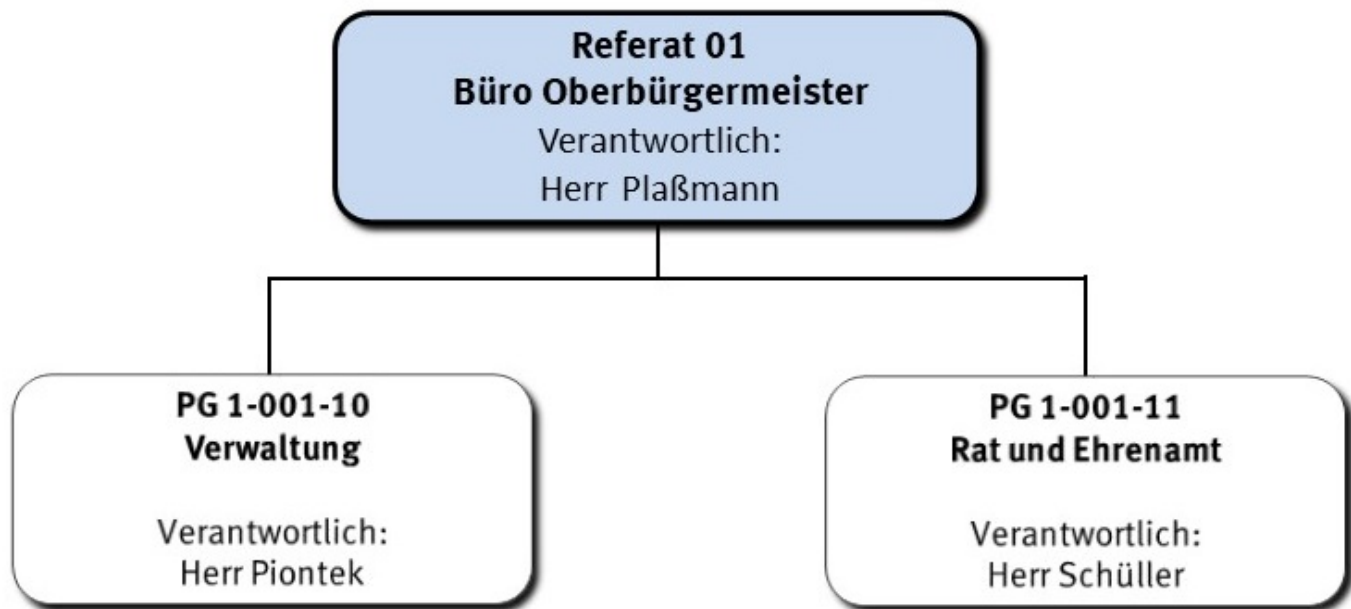 Referat 01
Büro Oberbürgermeister
Verantwortlich:
Herr Plaßmann
PG 1-001-10
Verwaltung
Verantwortlich:
Herr Piontek
PG 1-001-11
Rat und Ehrenamt
Verantwortlich:
Herr Schüller